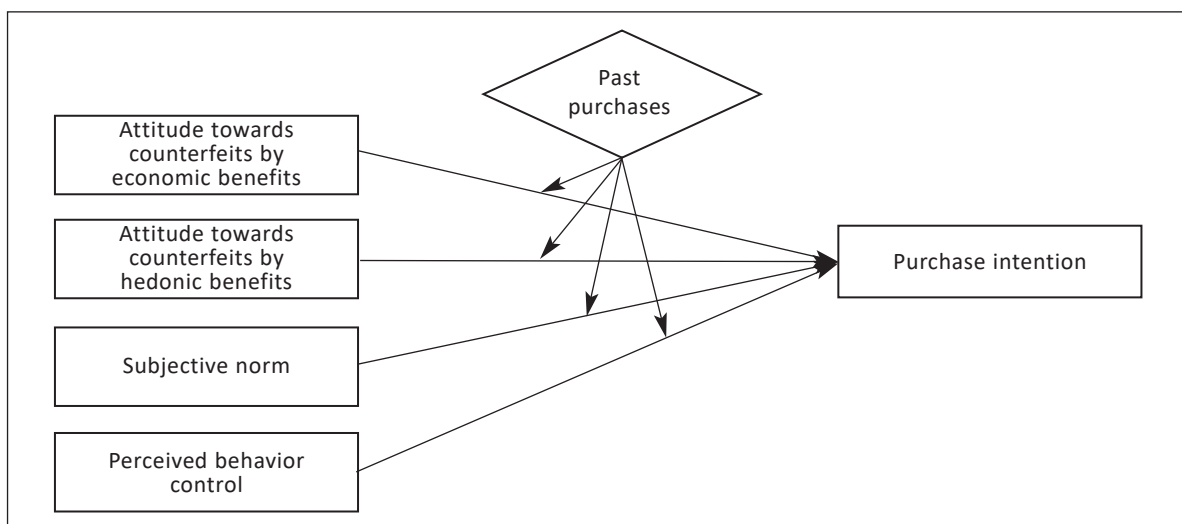 Past
purchases
Attitude towards
counterfeits by
economic benefits
Attitude towards
counterfeits by
hedonic benefits
Purchase intention
Subjective norm
Perceived behavior
control